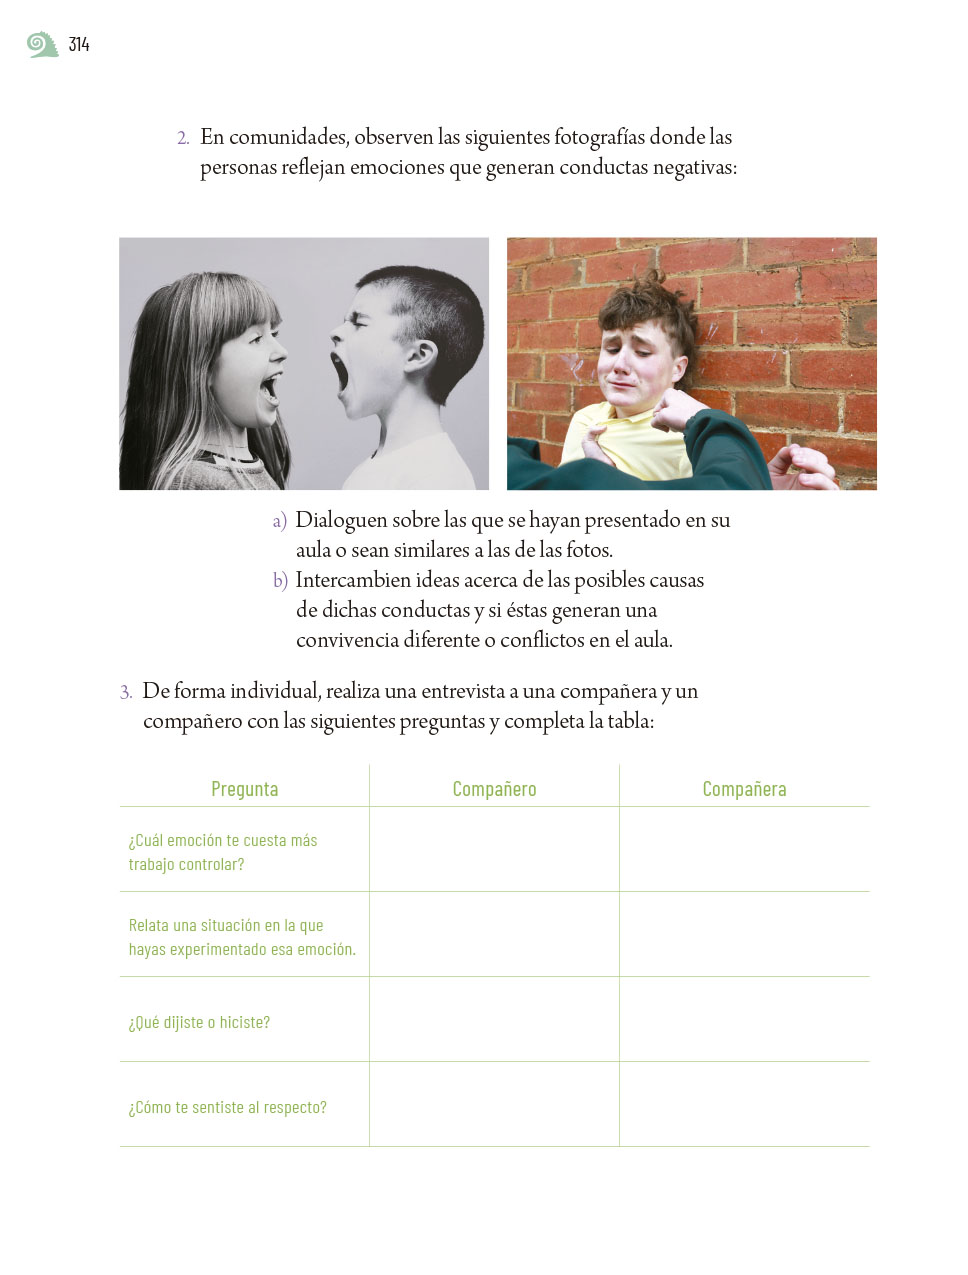 314
2. En comunidades, observen las siguientes fotografías donde las
personas reflejan emociones que generan conductas negativas:
a) Dialoguen sobre las que se hayan presentado en su
aula o sean similares a las de las fotos.
b) Intercambien ideas acerca de las posibles causas
de dichas conductas y si éstas generan una
convivencia diferente o conflictos en el aula.
3. De forma individual, realiza una entrevista a una compañera y un
compañero con las siguientes preguntas y completa la tabla:
Pregunta Compañero Compañera
¿Cuál emoción te cuesta más
trabajo controlar?
Relata una situación en la que
hayas experimentado esa emoción.
¿Qué dijiste o hiciste?
¿Cómo te sentiste al respecto?